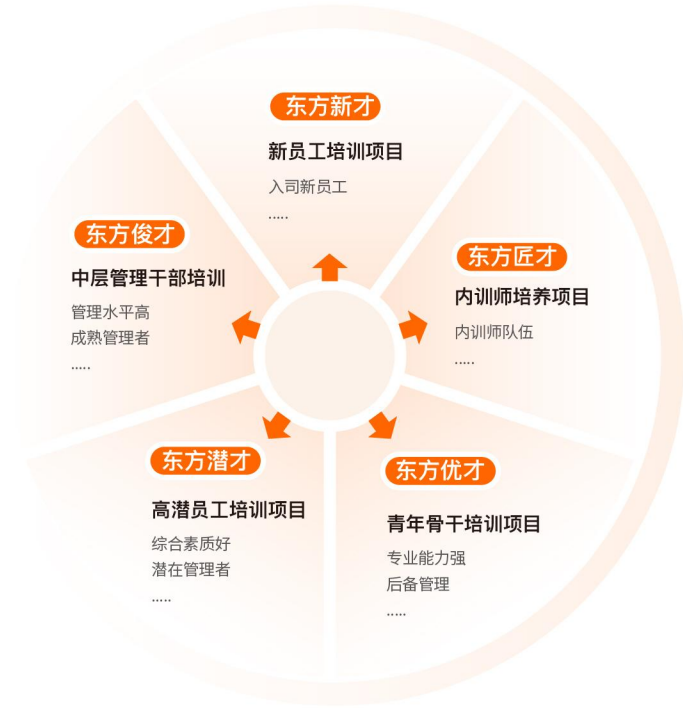 东方新才
新员工培训项目
入司新员工
.....
东方俊才
中层管理干部培训
管理水平高
成熟管理者
.....
东方匠才
内训师培养项目
内训师队伍
.....
东方潜才
高潜员工培训项目
综合素质好
潜在管理者
.....
东方优才
青年骨干培训项目
专业能力强
后备管理
.....